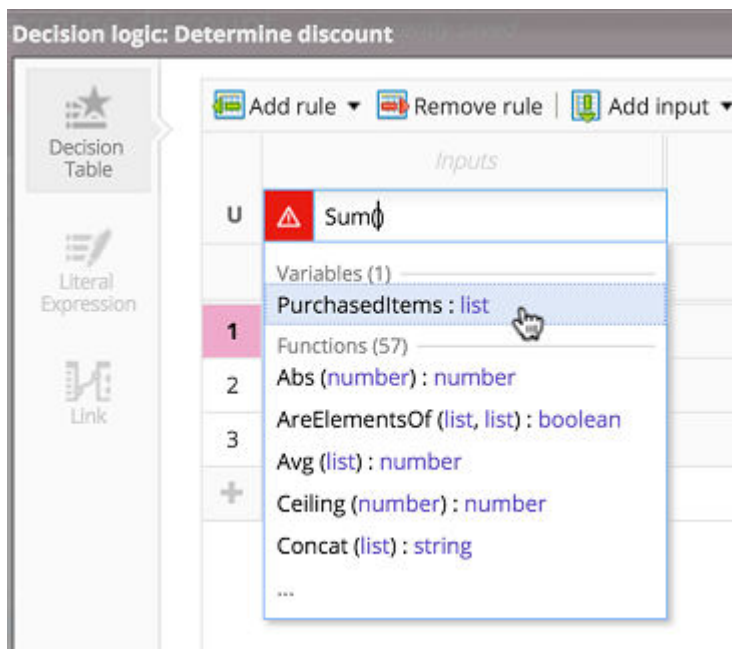 Decision logic: Determine discount
Add rule Remove rule Add input
Decision
Table
Inputs
U Sum()
Literal
Expression
Variables (1)
PurchasedItems : list
1
Functions (57)
2 Abs (number) : number
Link
AreElementsOf (list, list) : boolean
3
Avg (list) : number
Ceiling (number) : number
Concat (list) : string
...